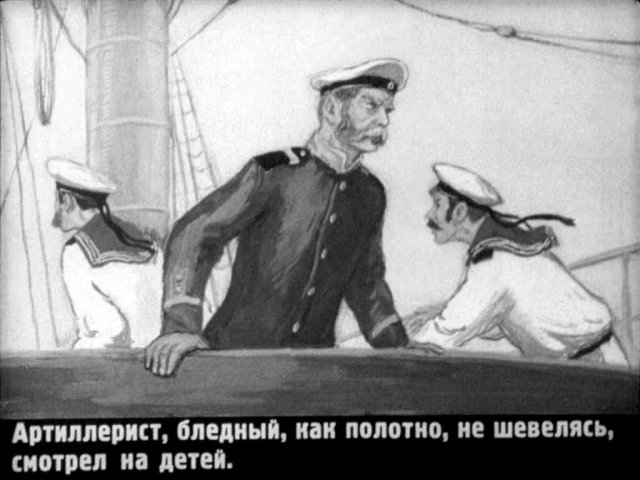 Артиллерист, бледный, как полотно, не шевелясь,
смотрел на детей.